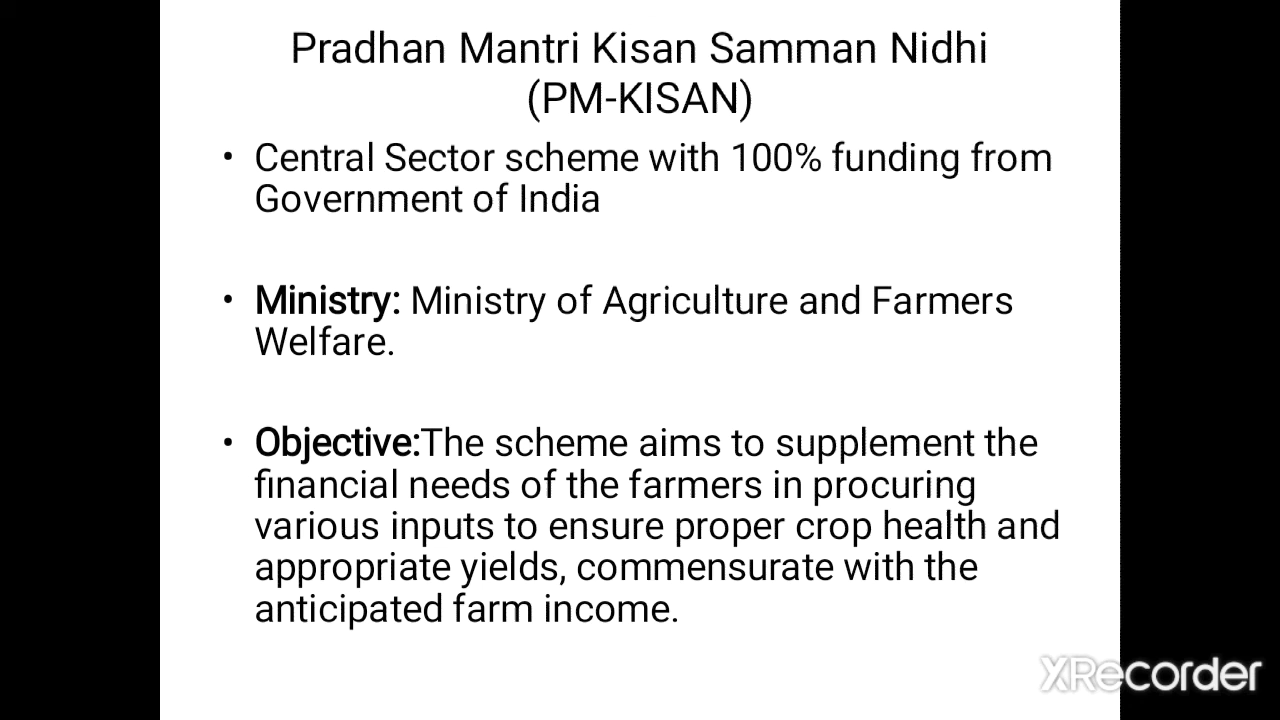 Pradhan Mantri Kisan Samman Nidhi
(PM-KISAN)
• Central Sector scheme with 100% funding from
Government of India
• Ministry: Ministry of Agriculture and Farmers
Welfare.
• Objective:The scheme aims to supplement the
financial needs of the farmers in procuring
various inputs to ensure proper crop health and
appropriate yields, commensurate with the
anticipated farm income.
XRecorder